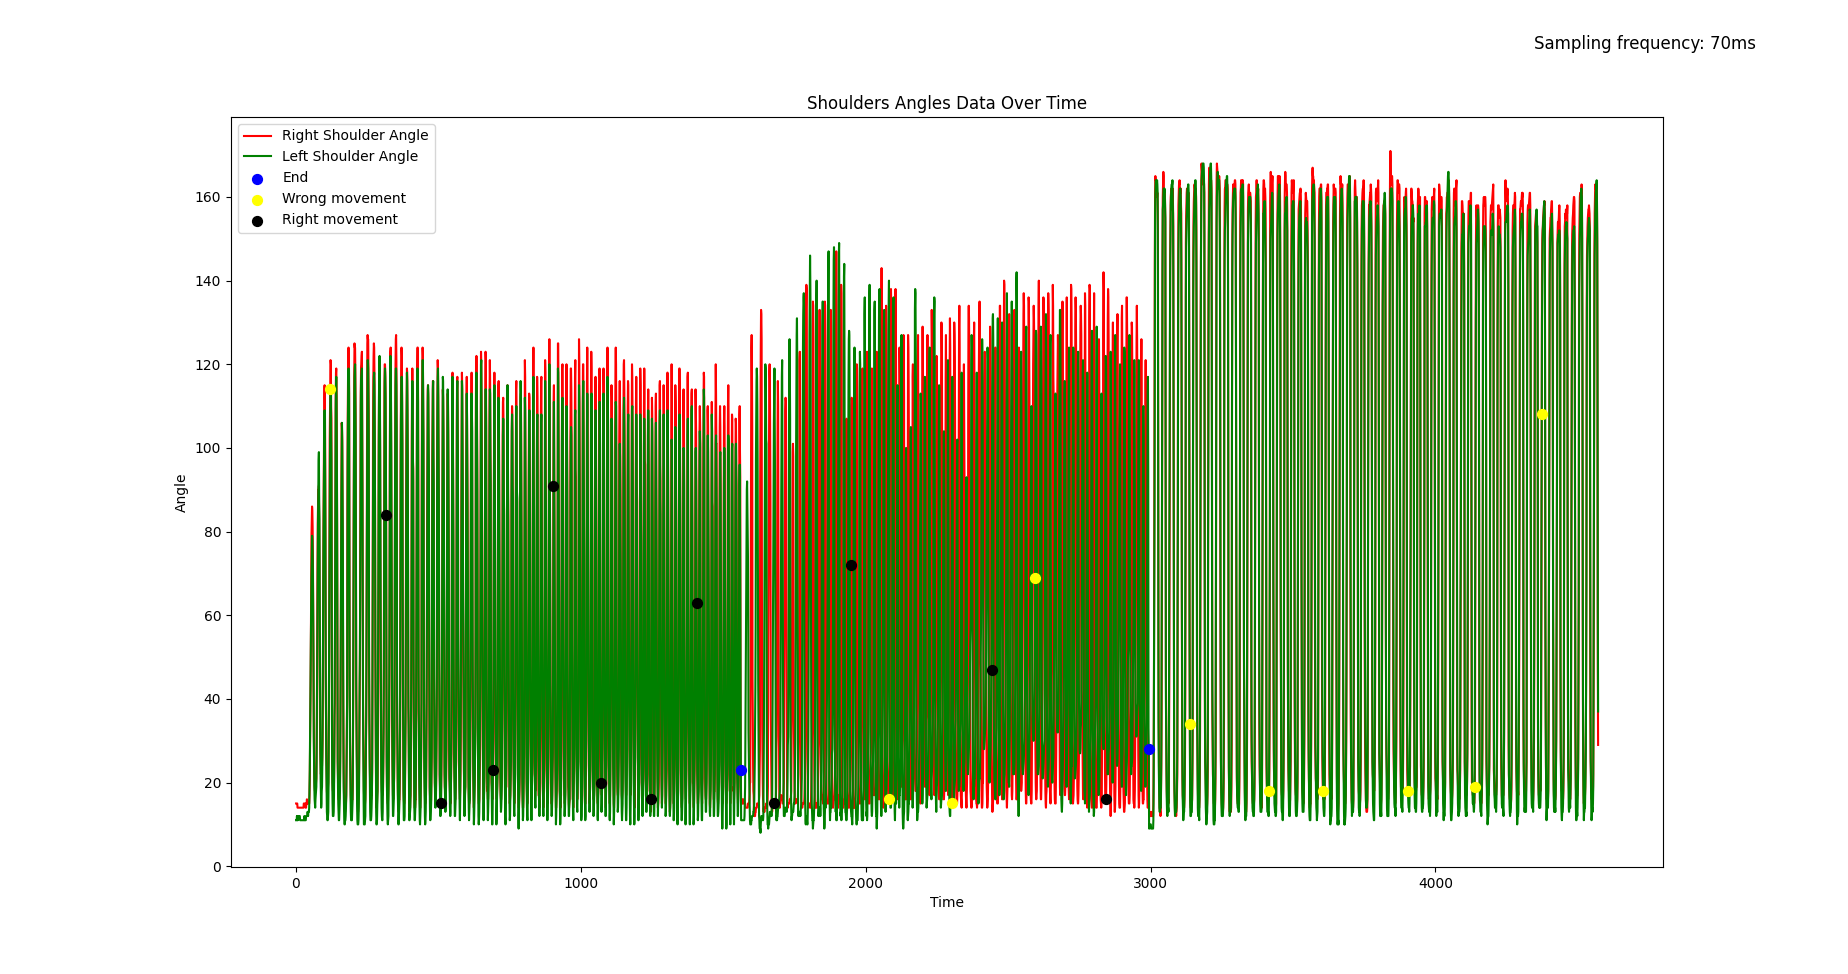 Sampling frequency: 70ms
Shoulders Angles Data Over Time
Right Shoulder Angle
Left Shoulder Angle
End
Wrong movement
Right movement
160
140
120
100
80
60
40
20
0
Angle
0 1000 2000 3000 4000
Time